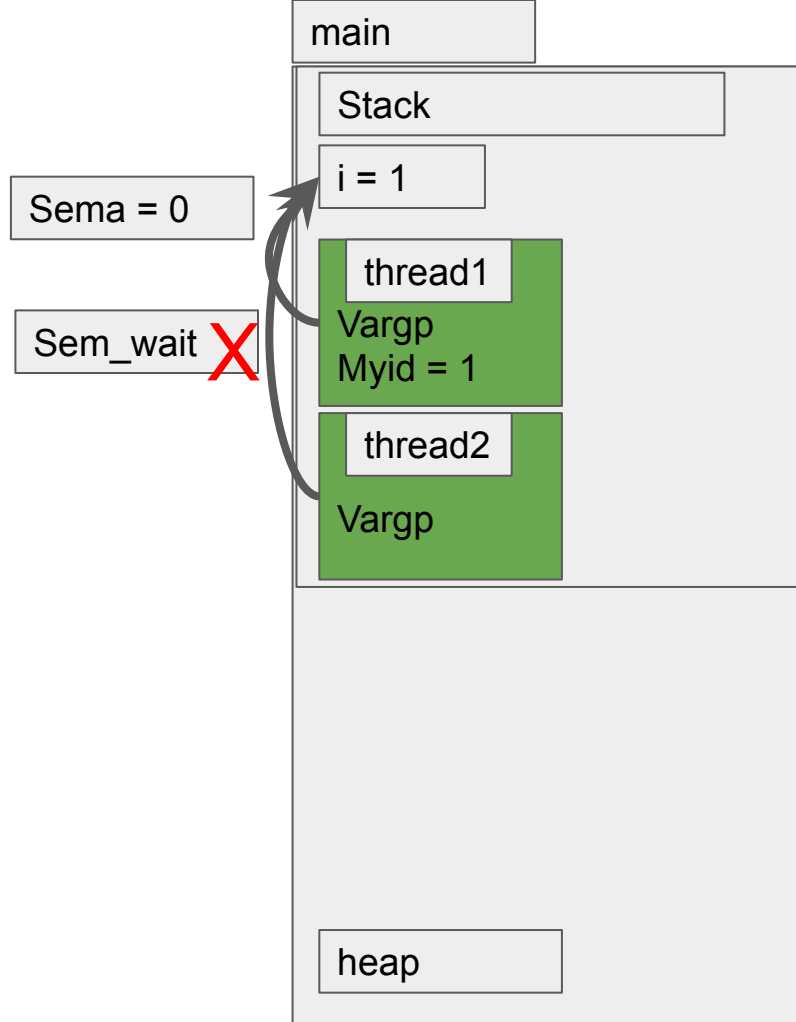 main
Stack
i = 1
Sema = 0
thread1
Sem_wait X
Vargp
Myid = 1
thread2
Vargp
heap